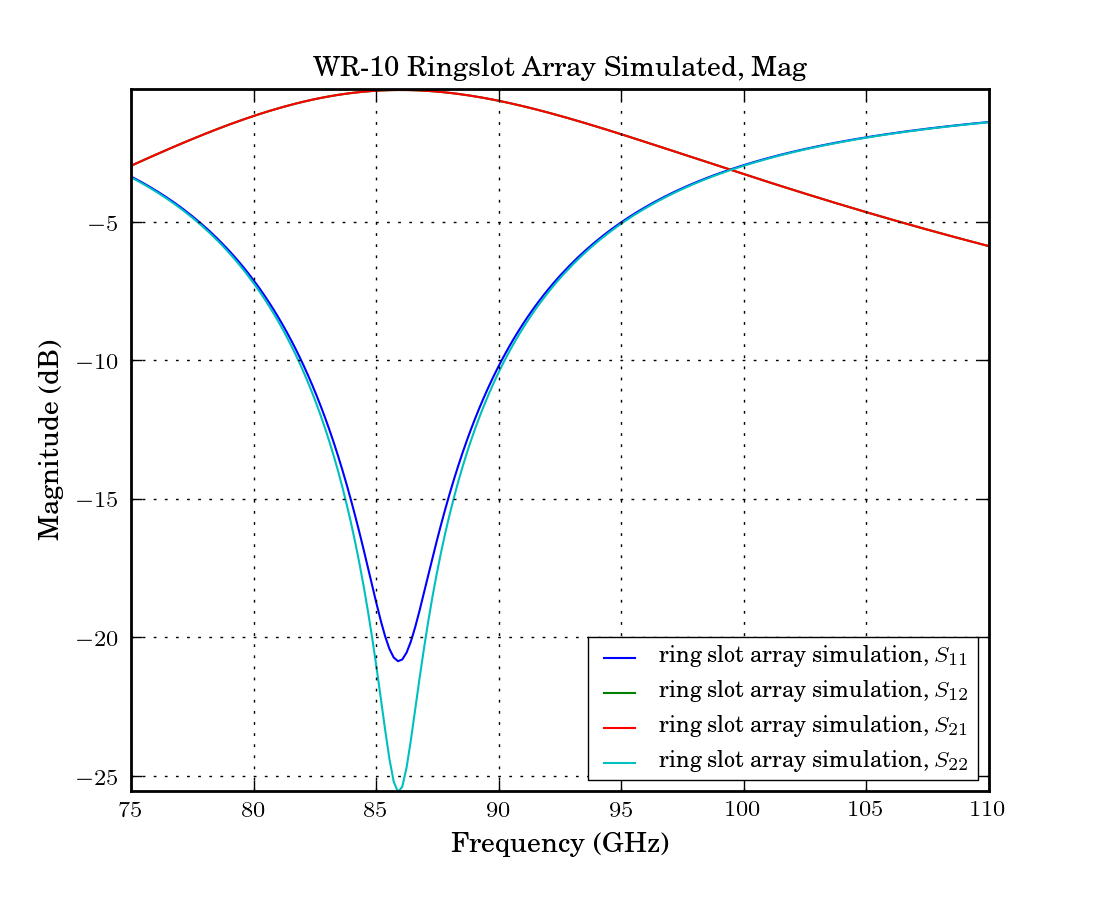 WR-10 Ringslot Array Simulated, Mag
Magnitude (dB)
−5
−10
−15
−20
−25
ring slot array simulation, S11
ring slot array simulation, S12
ring slot array simulation, S21
ring slot array simulation, S22
75 80 85 90 95 100 105 110
Frequency (GHz)